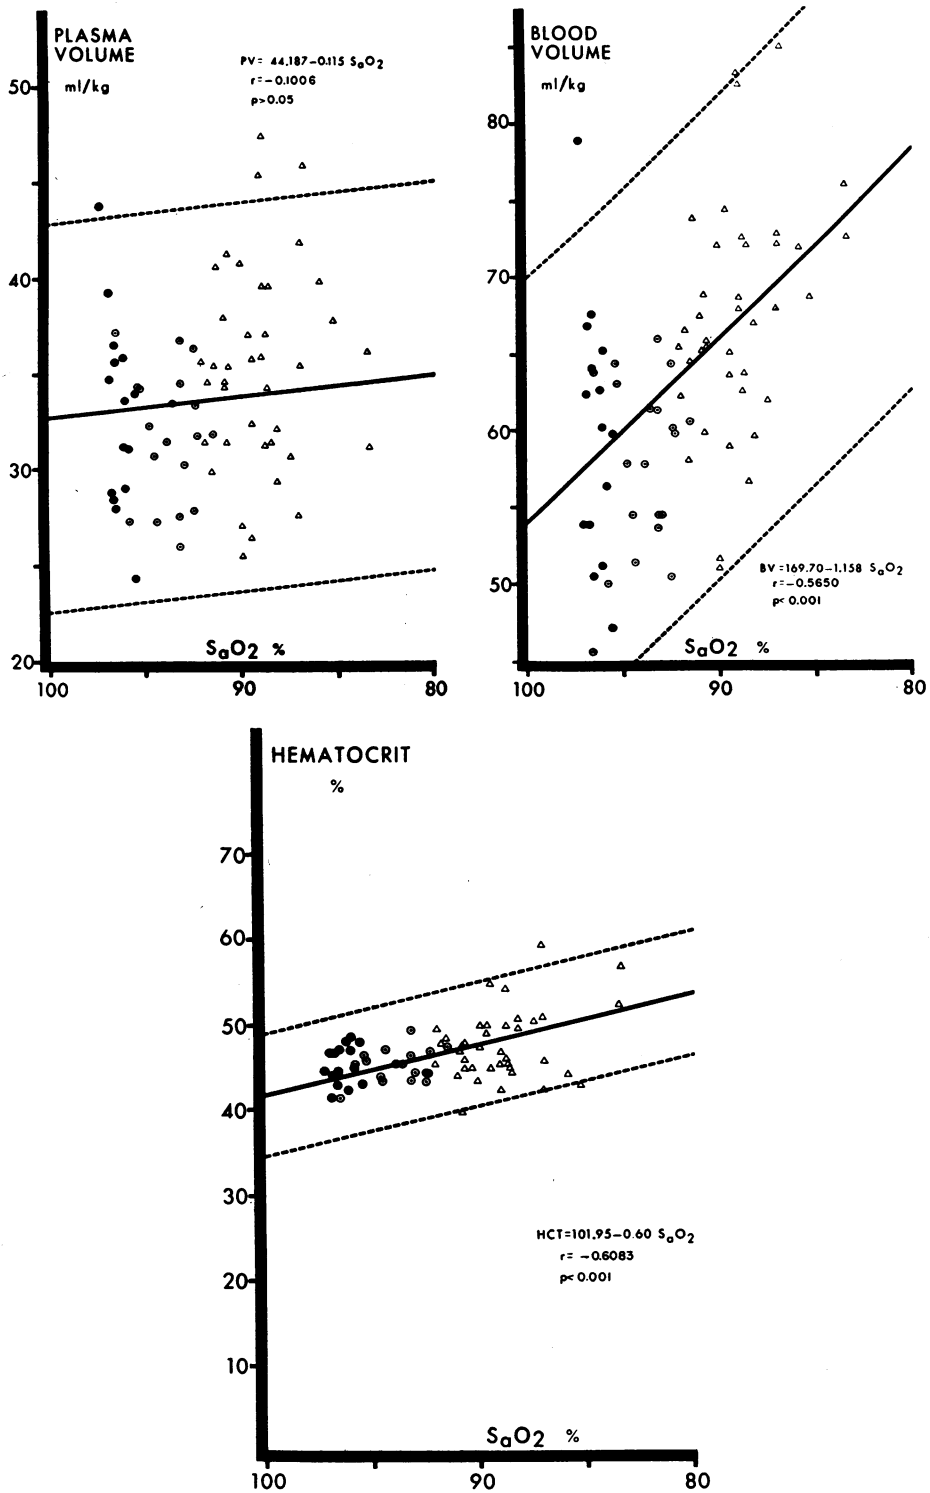 PLASMA
VOLUME
ml/kg
PV= 44.187-0.115 SaO2
r=-0.1006
p>0.05
50
40
30
20
SaO2 %
100 90 80
BLOOD
VOLUME
ml/kg
80
70
60
50
BV=169.70-1.158 SaO2
r=-0.5650
p<0.001
SaO2 %
100 90 80
HEMATOCRIT
%
70
60
50
40
30
20
10
HCT=101.95-0.60 SaO2
r= -0.6083
p<0.001
SaO2 %
100 90 80